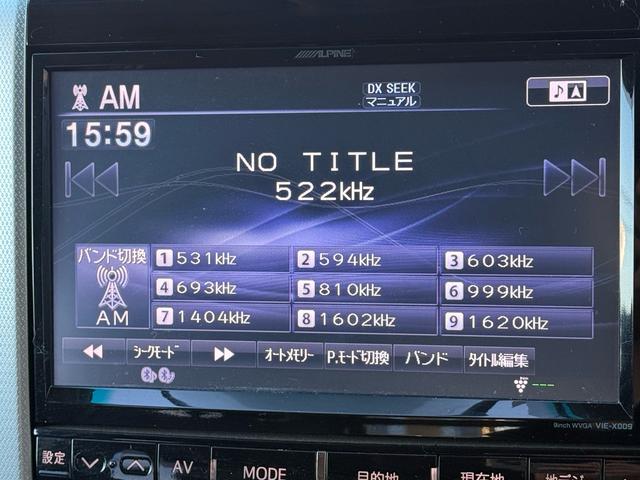 ALPINE
AM
DX SEEK
マニュアル
15:59
NO TITLE
522kHz
バンド切換
AM
1 531kHz
2 594kHz
3 603kHz
4 693kHz
5 810kHz
6 999kHz
7 1404kHz
8 1602kHz
9 1620kHz
シークモード
オートメモリー
P.モード切換
バンド
タイトル編集
9inch WVGA VIE-X009
設定
AV
MODE
目的地
現在地
地デジ